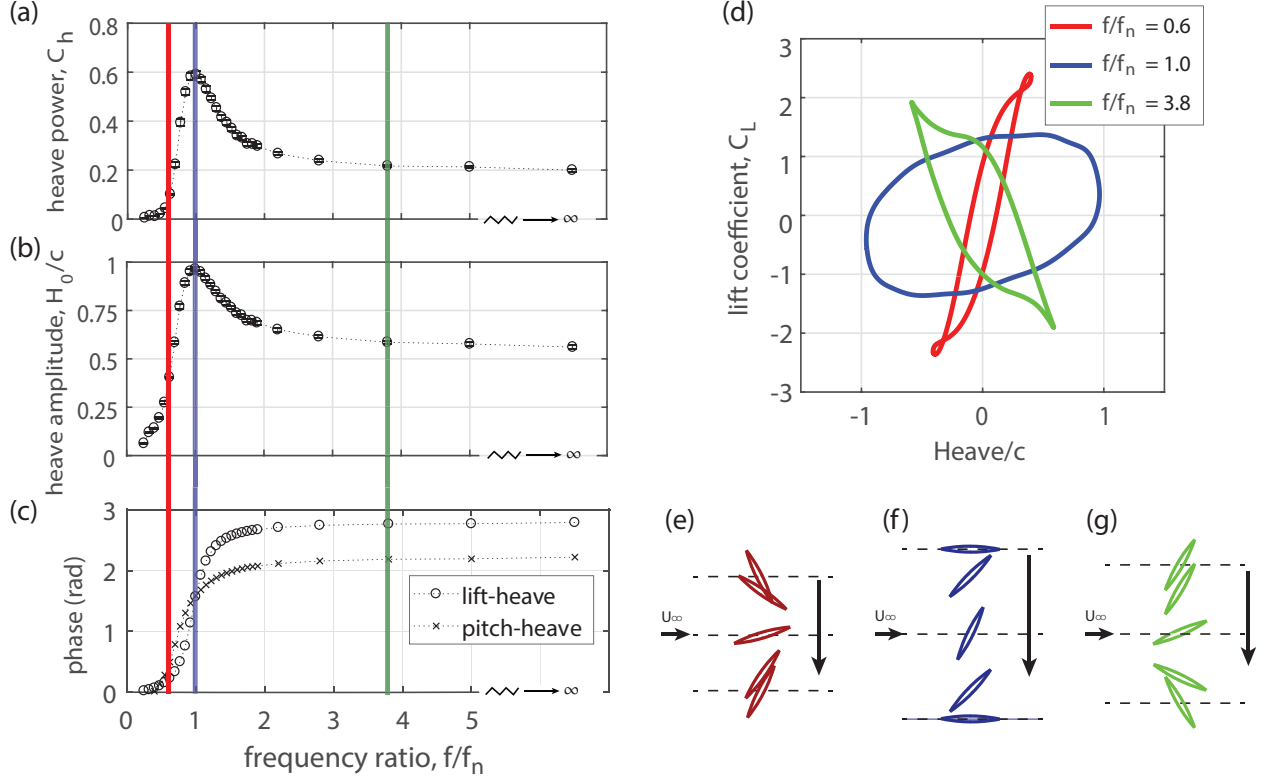 (a)
heave power, C_h
0.8
0.6
0.4
0.2
0
→ ∞
(b)
heave amplitude, H_0/c
1
0.75
0.5
0.25
0
→ ∞
(c)
phase (rad)
3
2
1
0
lift-heave
pitch-heave
→ ∞
0 1 2 3 4 5
frequency ratio, f/f_n
(d)
f/f_n = 0.6
f/f_n = 1.0
f/f_n = 3.8
lift coefficient, C_L
3
2
1
0
-1
-2
-3
-1 0 1
Heave/c
(e)
U∞
(f)
U∞
(g)
U∞